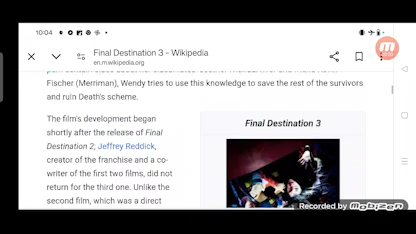 10:04
Final Destination 3 - Wikipedia
en.m.wikipedia.org
Fischer (Merriman), Wendy tries to use this knowledge to save the rest of the survivors
and ruin Death's scheme.
The film's development began
shortly after the release of Final
Destination 2; Jeffrey Reddick,
creator of the franchise and a co-
writer of the first two films, did not
return for the third one. Unlike the
second film, which was a direct
Final Destination 3
Recorded by Mobizen